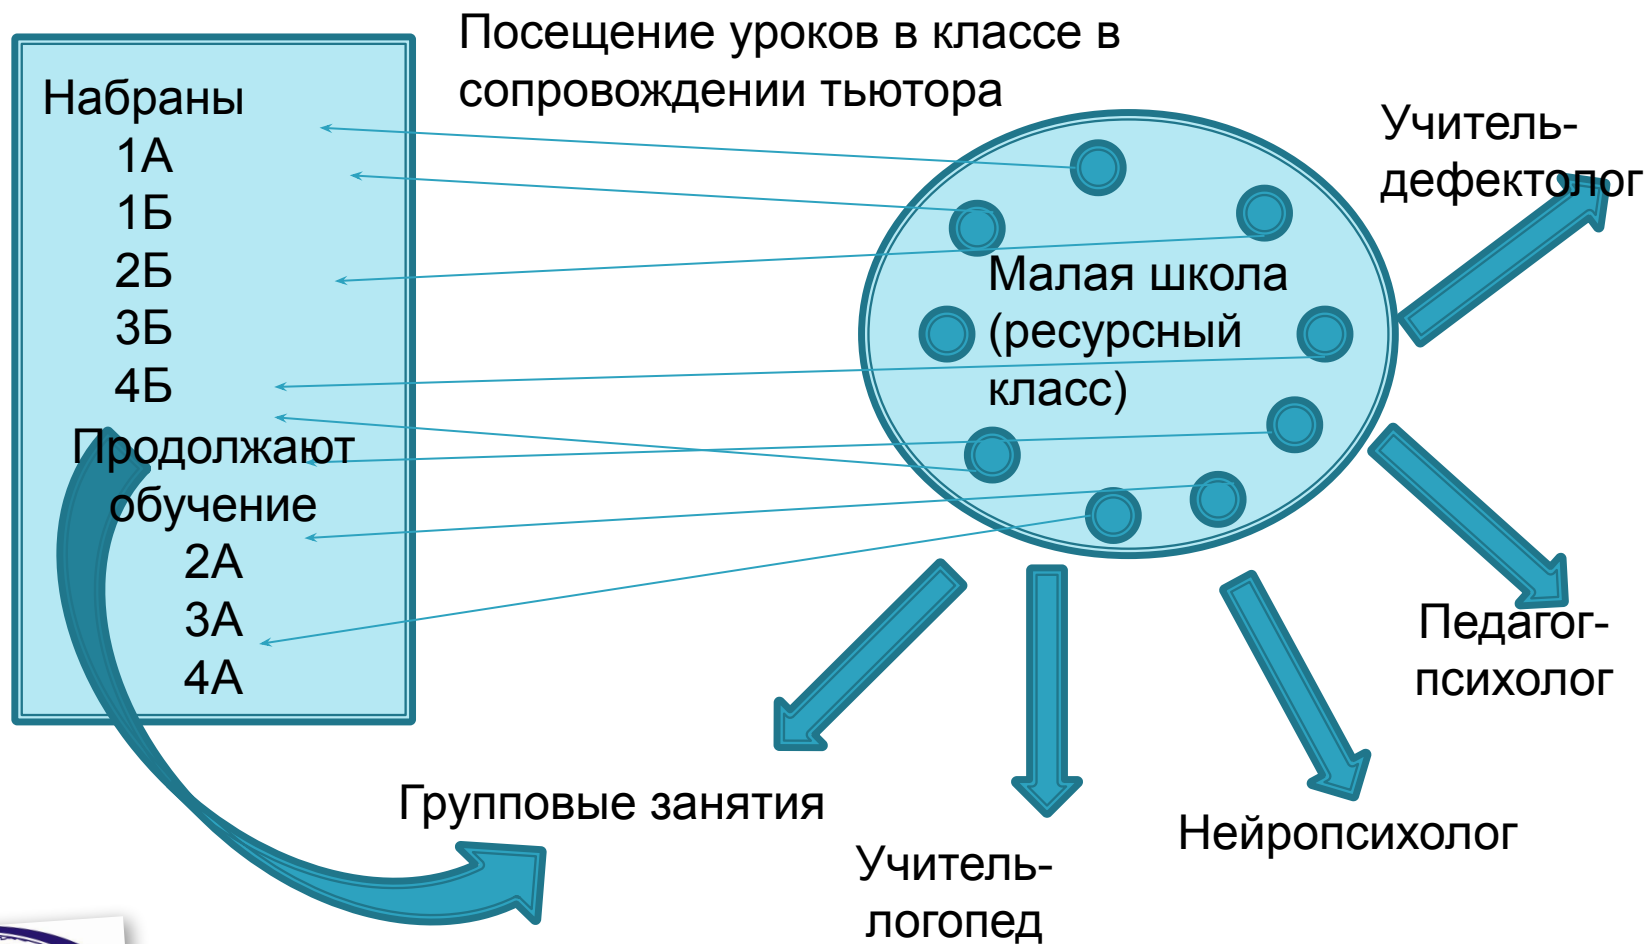 Посещение уроков в классе в
сопровождении тьютора
Набраны
1А
1Б
2Б
3Б
4Б
Продолжают
обучение
2А
3А
4А
Малая школа
(ресурсный
класс)
Учитель-
дефектолог
Педагог-
психолог
Нейропсихолог
Учитель-
логопед
Групповые занятия